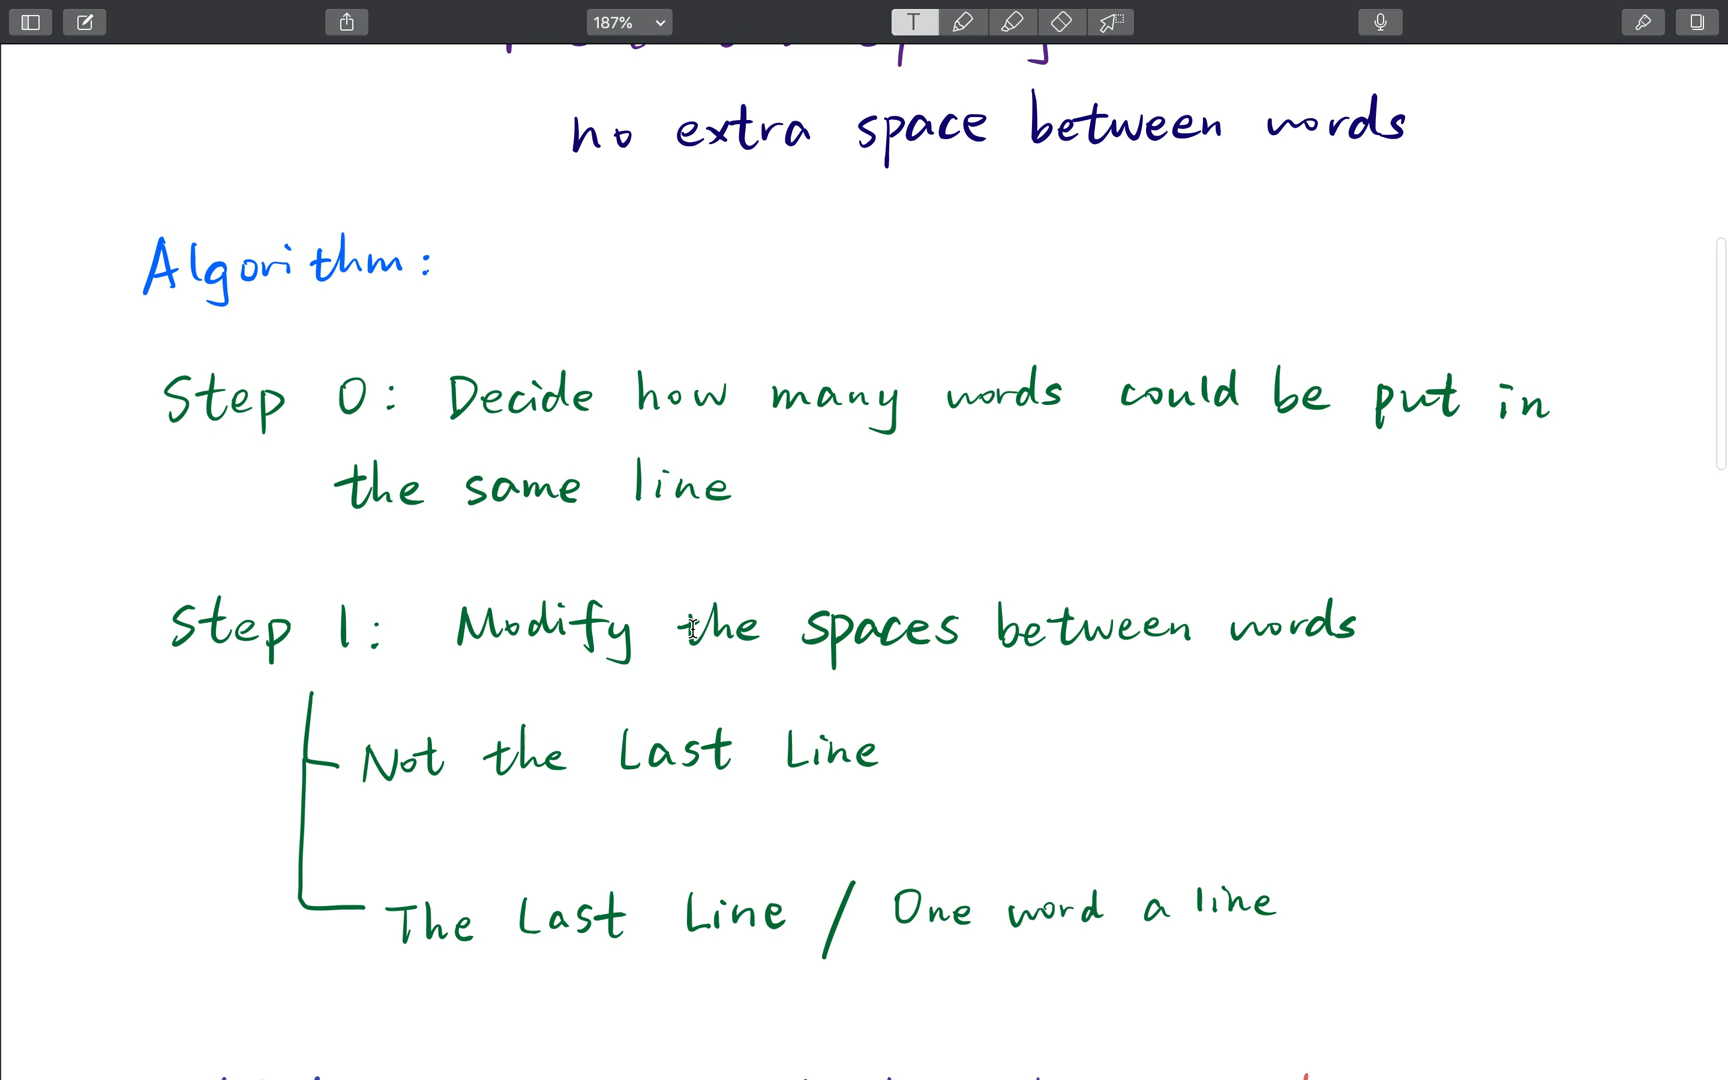 187%
T
no extra space between words
Algorithm:
Step 0: Decide how many words could be put in
the same line
Step 1: Modify the spaces between words
Not the Last Line
The Last Line / One word a line